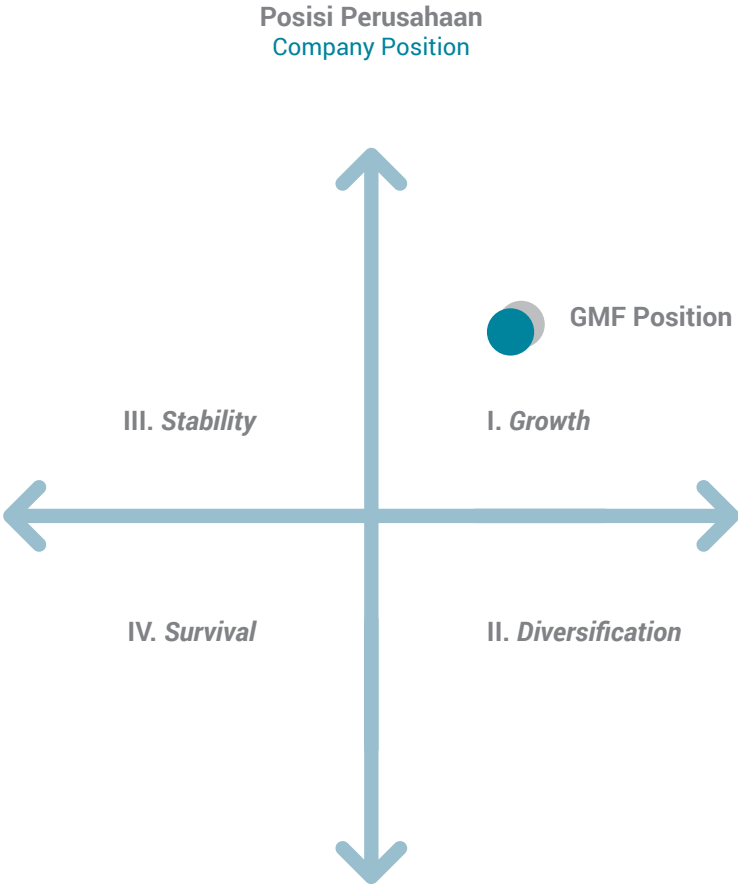 Posisi Perusahaan
Company Position
GMF Position
III. Stability
I. Growth
IV. Survival
II. Diversification